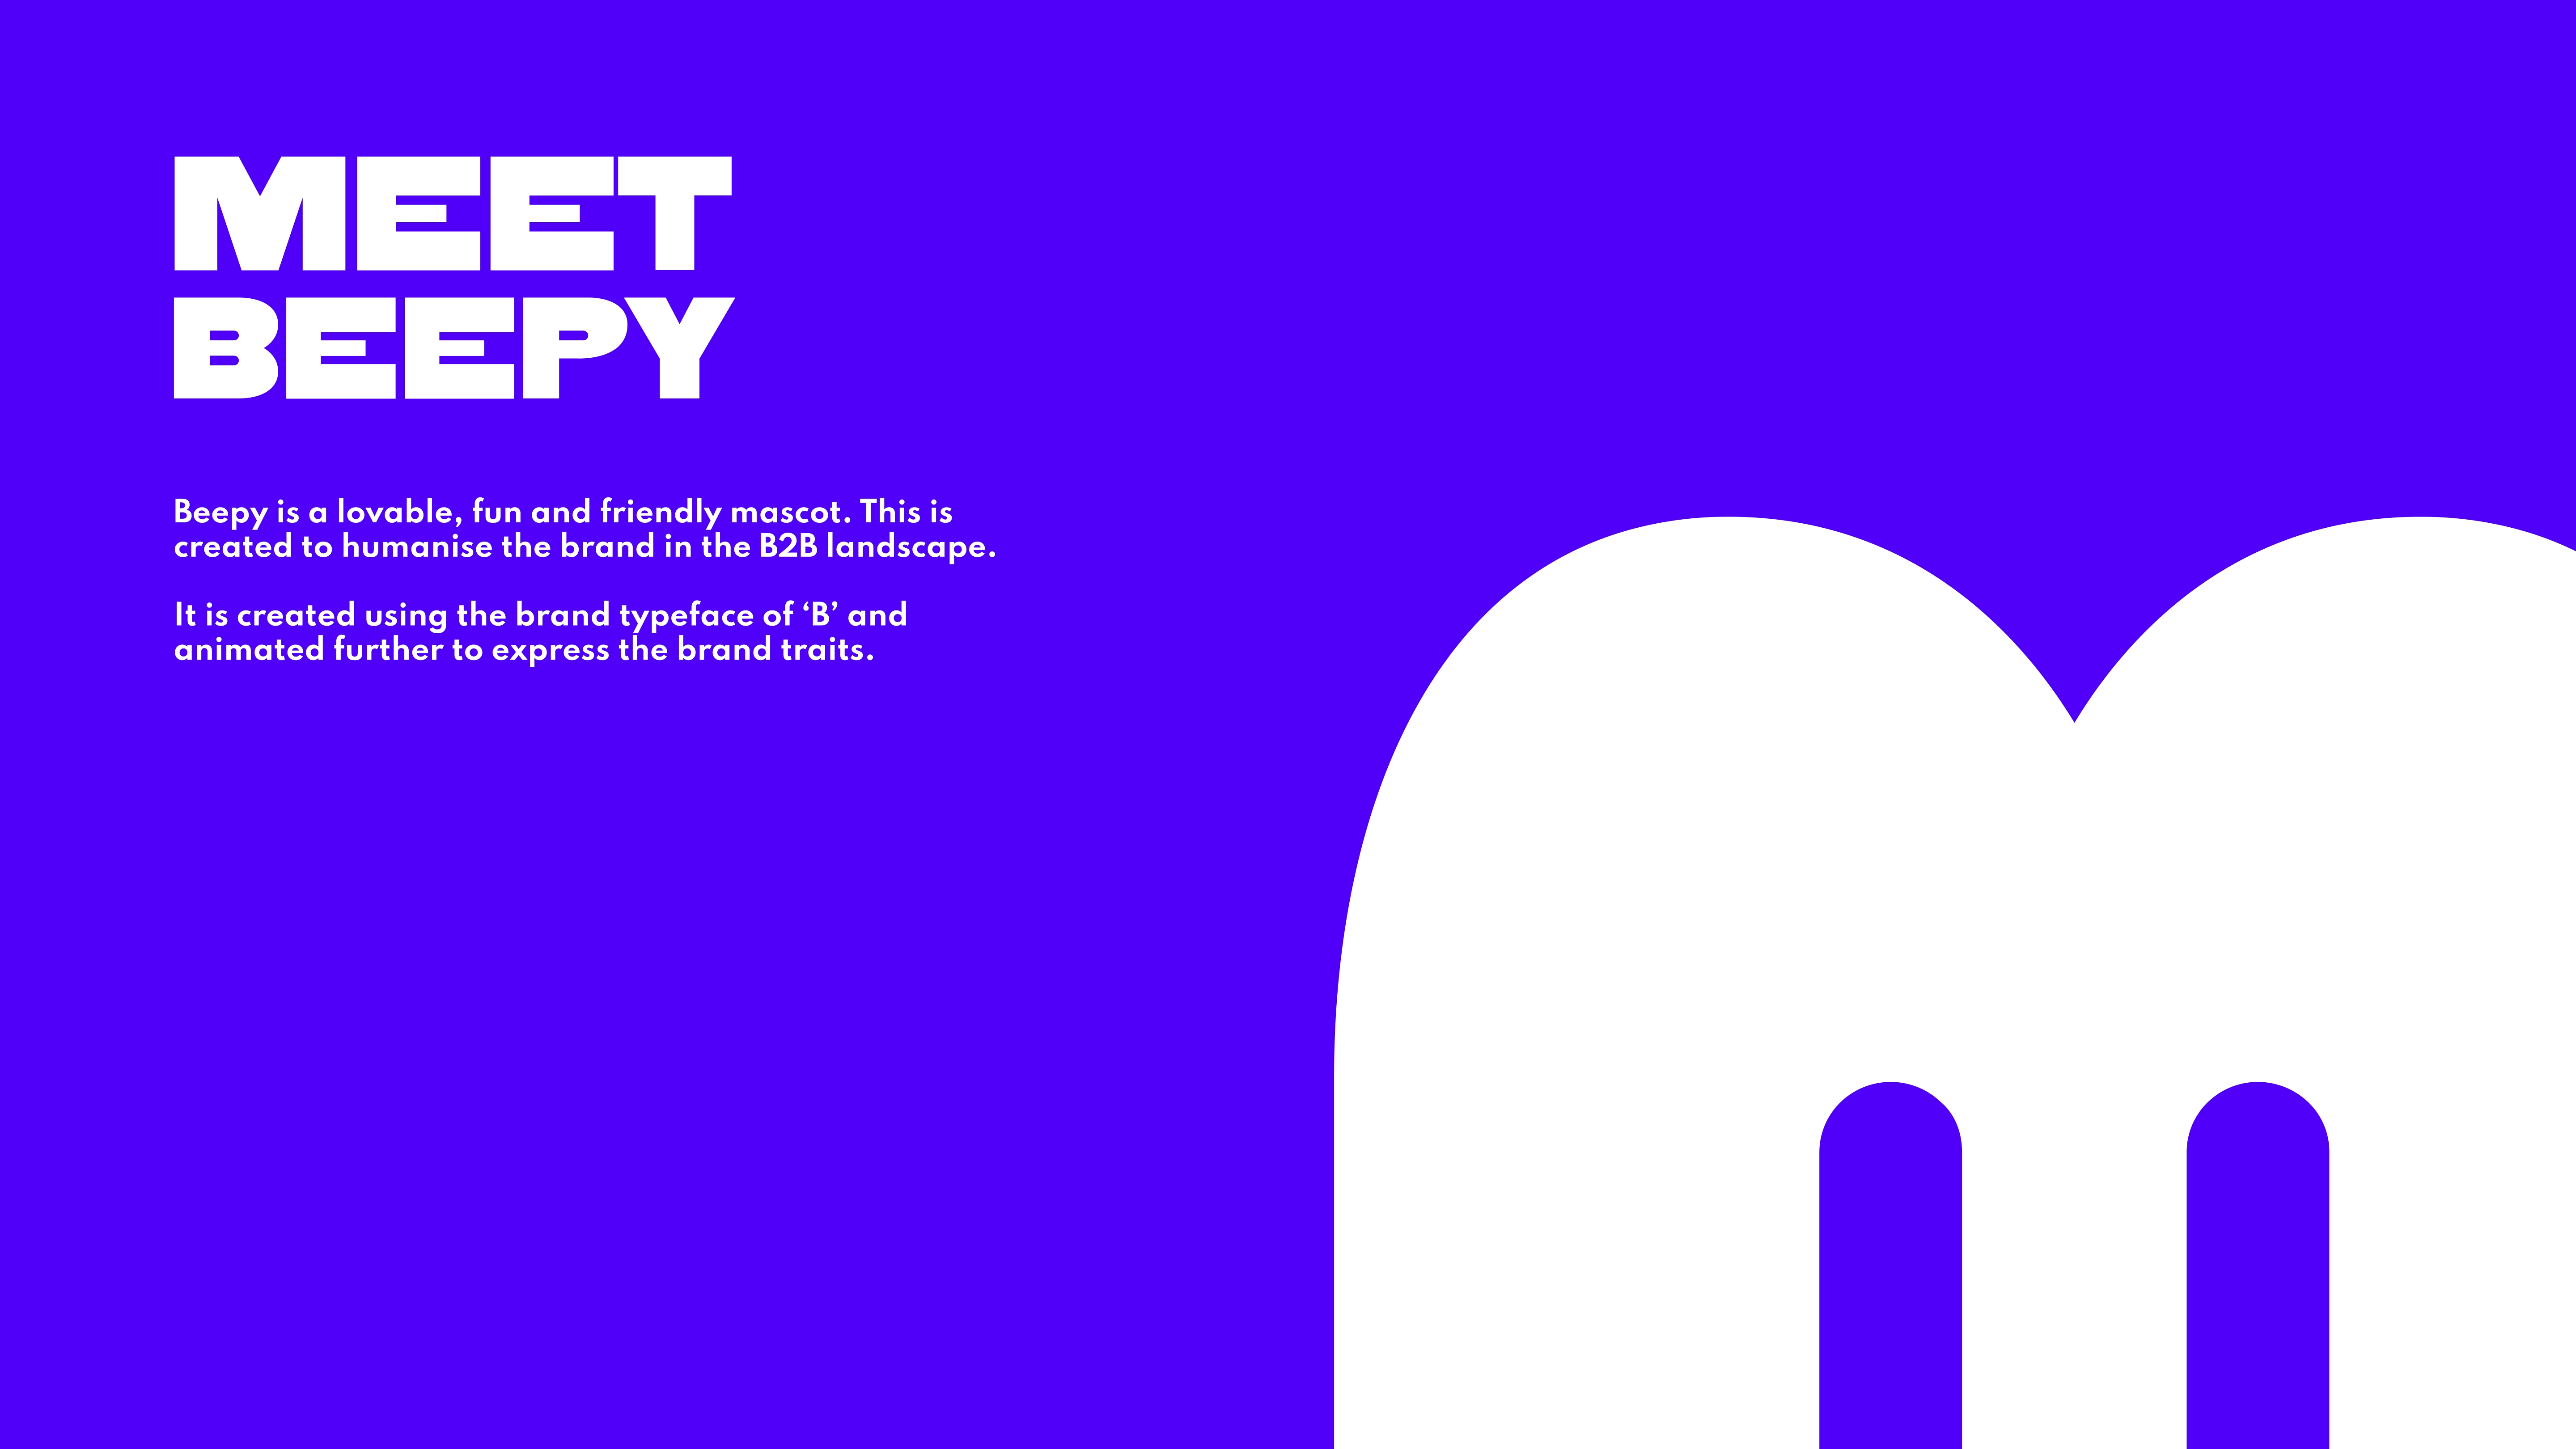 MEET
BEEPY
Beepy is a lovable, fun and friendly mascot. This is
created to humanise the brand in the B2B landscape.
It is created using the brand typeface of ‘B’ and
animated further to express the brand traits.